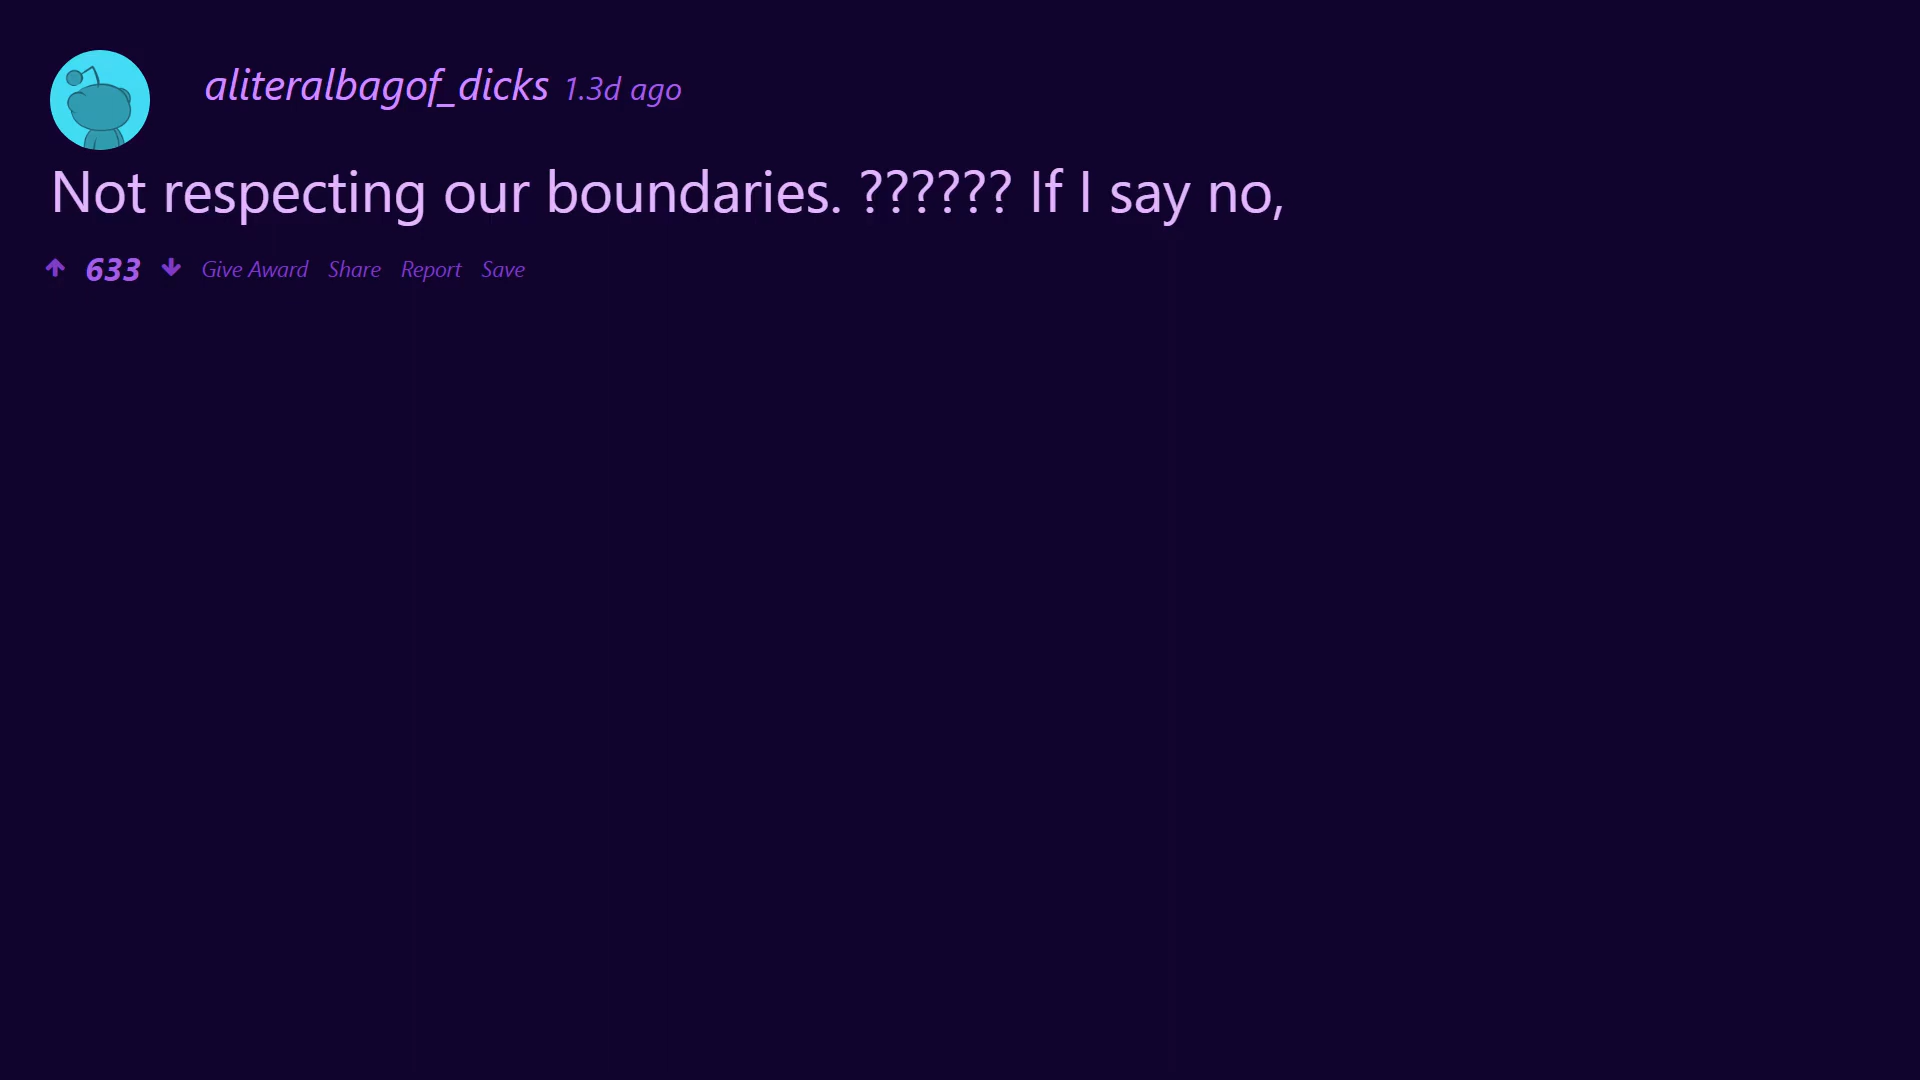 aliteralbagof_dicks 1.3d ago
Not respecting our boundaries. ?????? If I say no,
633 Give Award Share Report Save